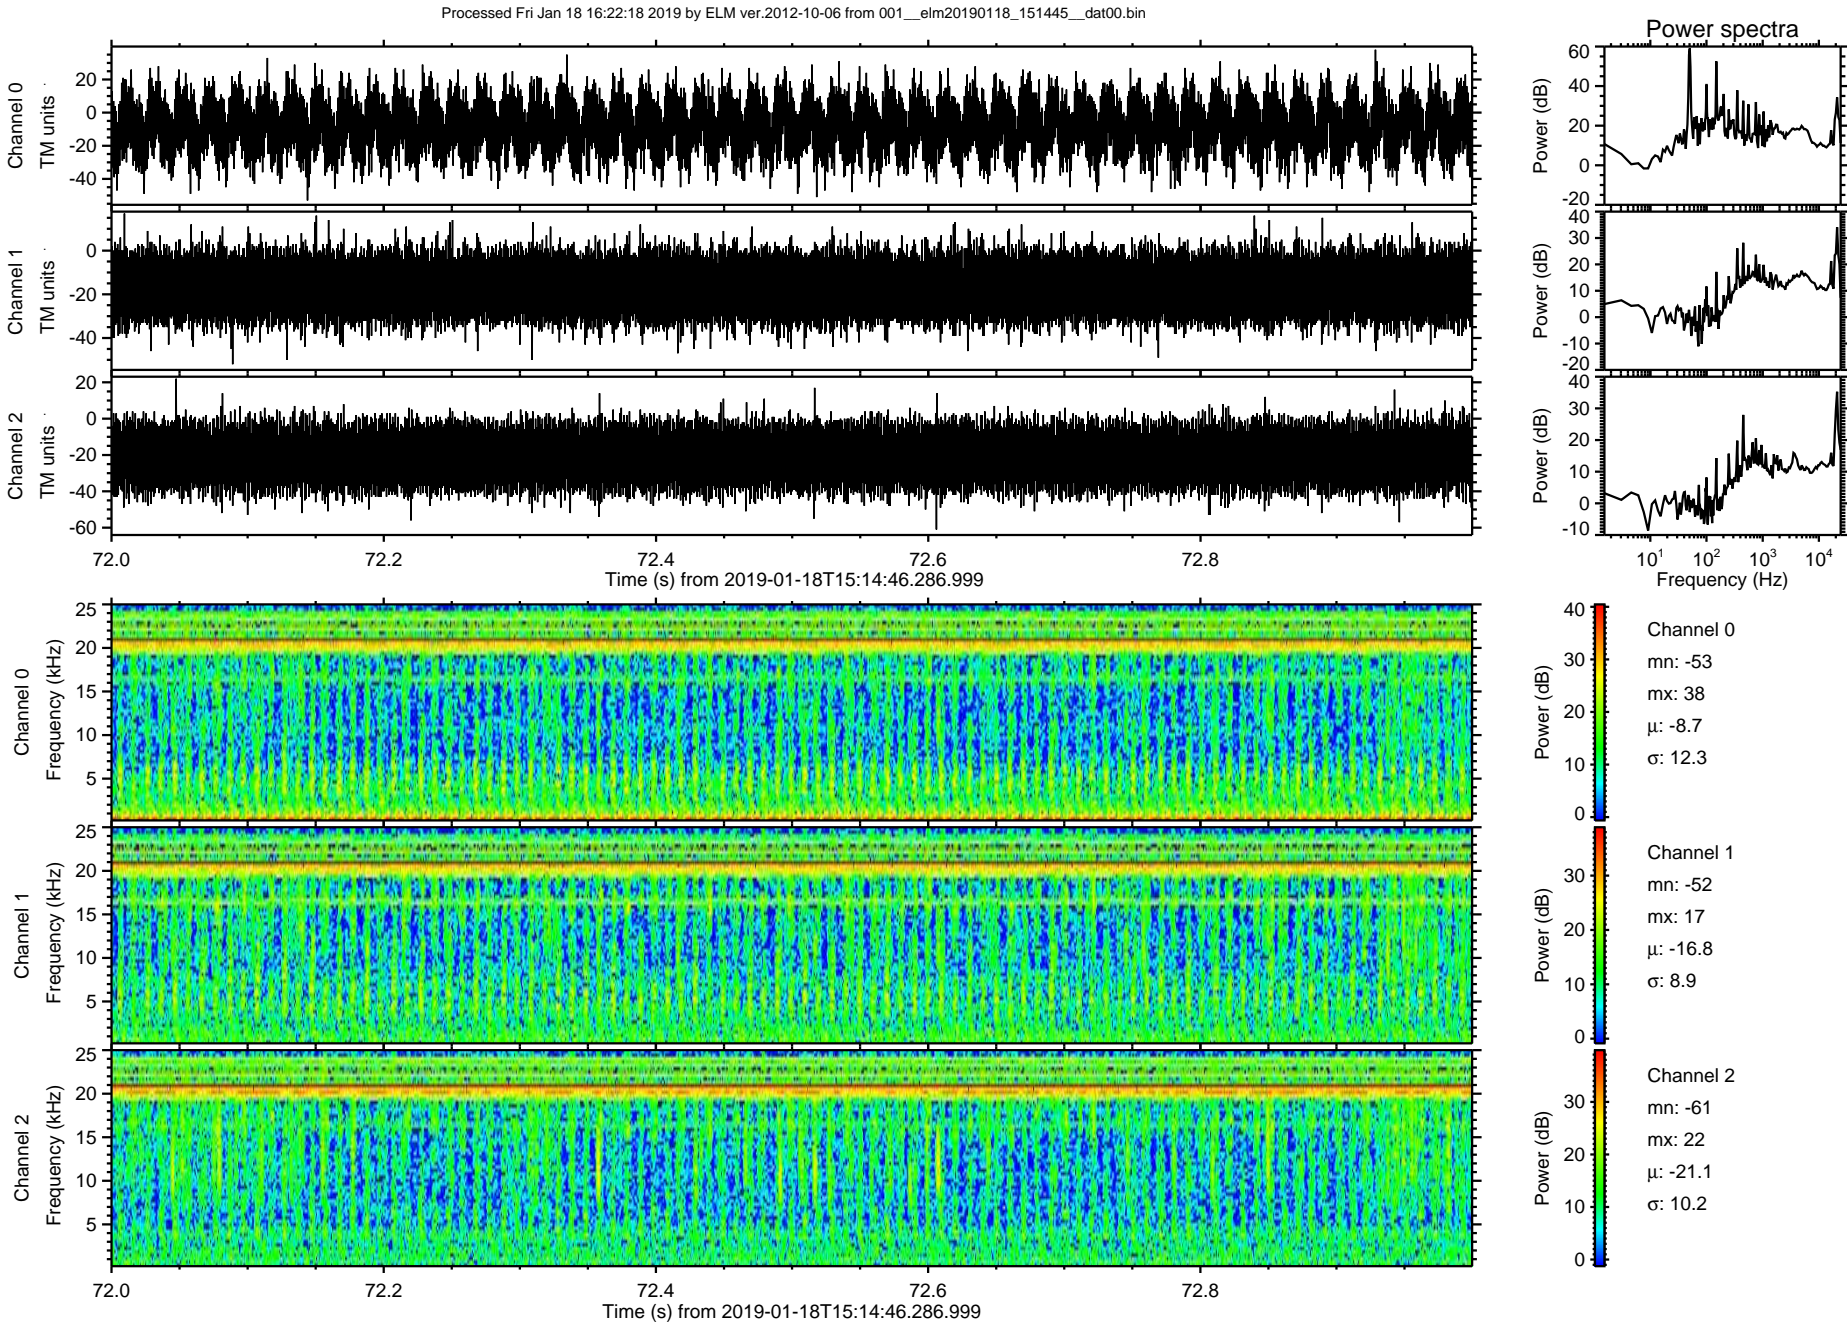 Processed Fri Jan 18 16:22:18 2019 by ELM ver.2012-10-06 from 001__elm20190118_151445__dat00.bin
Power spectra
Channel 0
TM units
20
0
-20
-40
Power (dB)
60
40
20
0
-20
Channel 1
TM units
0
-20
-40
Power (dB)
40
30
20
10
0
-10
-20
Channel 2
TM units
20
0
-20
-40
-60
Power (dB)
40
30
20
10
0
-10
72.0 72.2 72.4 72.6 72.8
Time (s) from 2019-01-18T15:14:46.286.999
10¹ 10² 10³ 10⁴
Frequency (Hz)
Channel 0
Frequency (kHz)
25
20
15
10
5
Power (dB)
40
30
20
10
0
Channel 0
mn: -53
mx: 38
μ: -8.7
σ: 12.3
Channel 1
Frequency (kHz)
25
20
15
10
5
Power (dB)
30
20
10
0
Channel 1
mn: -52
mx: 17
μ: -16.8
σ: 8.9
Channel 2
Frequency (kHz)
25
20
15
10
5
Power (dB)
30
20
10
0
Channel 2
mn: -61
mx: 22
μ: -21.1
σ: 10.2
72.0 72.2 72.4 72.6 72.8
Time (s) from 2019-01-18T15:14:46.286.999